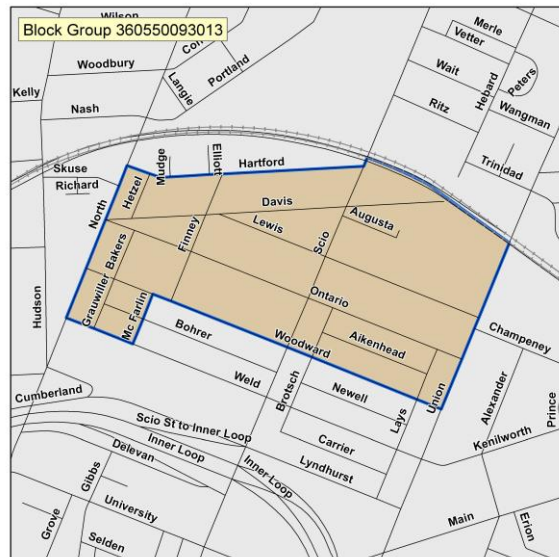 Block Group 360550093013
Wilson
Con
Merle
Vetter
Woodbury
Portland
Wait
Peters
Kelly
Langie
Hebard
Nash
Ritz
Wangman
Elliott
Mudge
Hartford
Trinidad
Skuse
Richard
Hetzel
North
Davis
Augusta
Lewis
Finney
Scio
Bakers
Hudson
Grauwiller
Ontario
Mc Farlin
Bohrer
Woodward
Aikenhead
Champeney
Weld
Brotsch
Newell
Lays
Union
Alexander
Prince
Cumberland
Scio St to Inner Loop
Carrier
Kenilworth
Inner Loop
Delevan
Inner Loop
Lyndhurst
Gibbs
University
Main
Grove
Selden
Erion